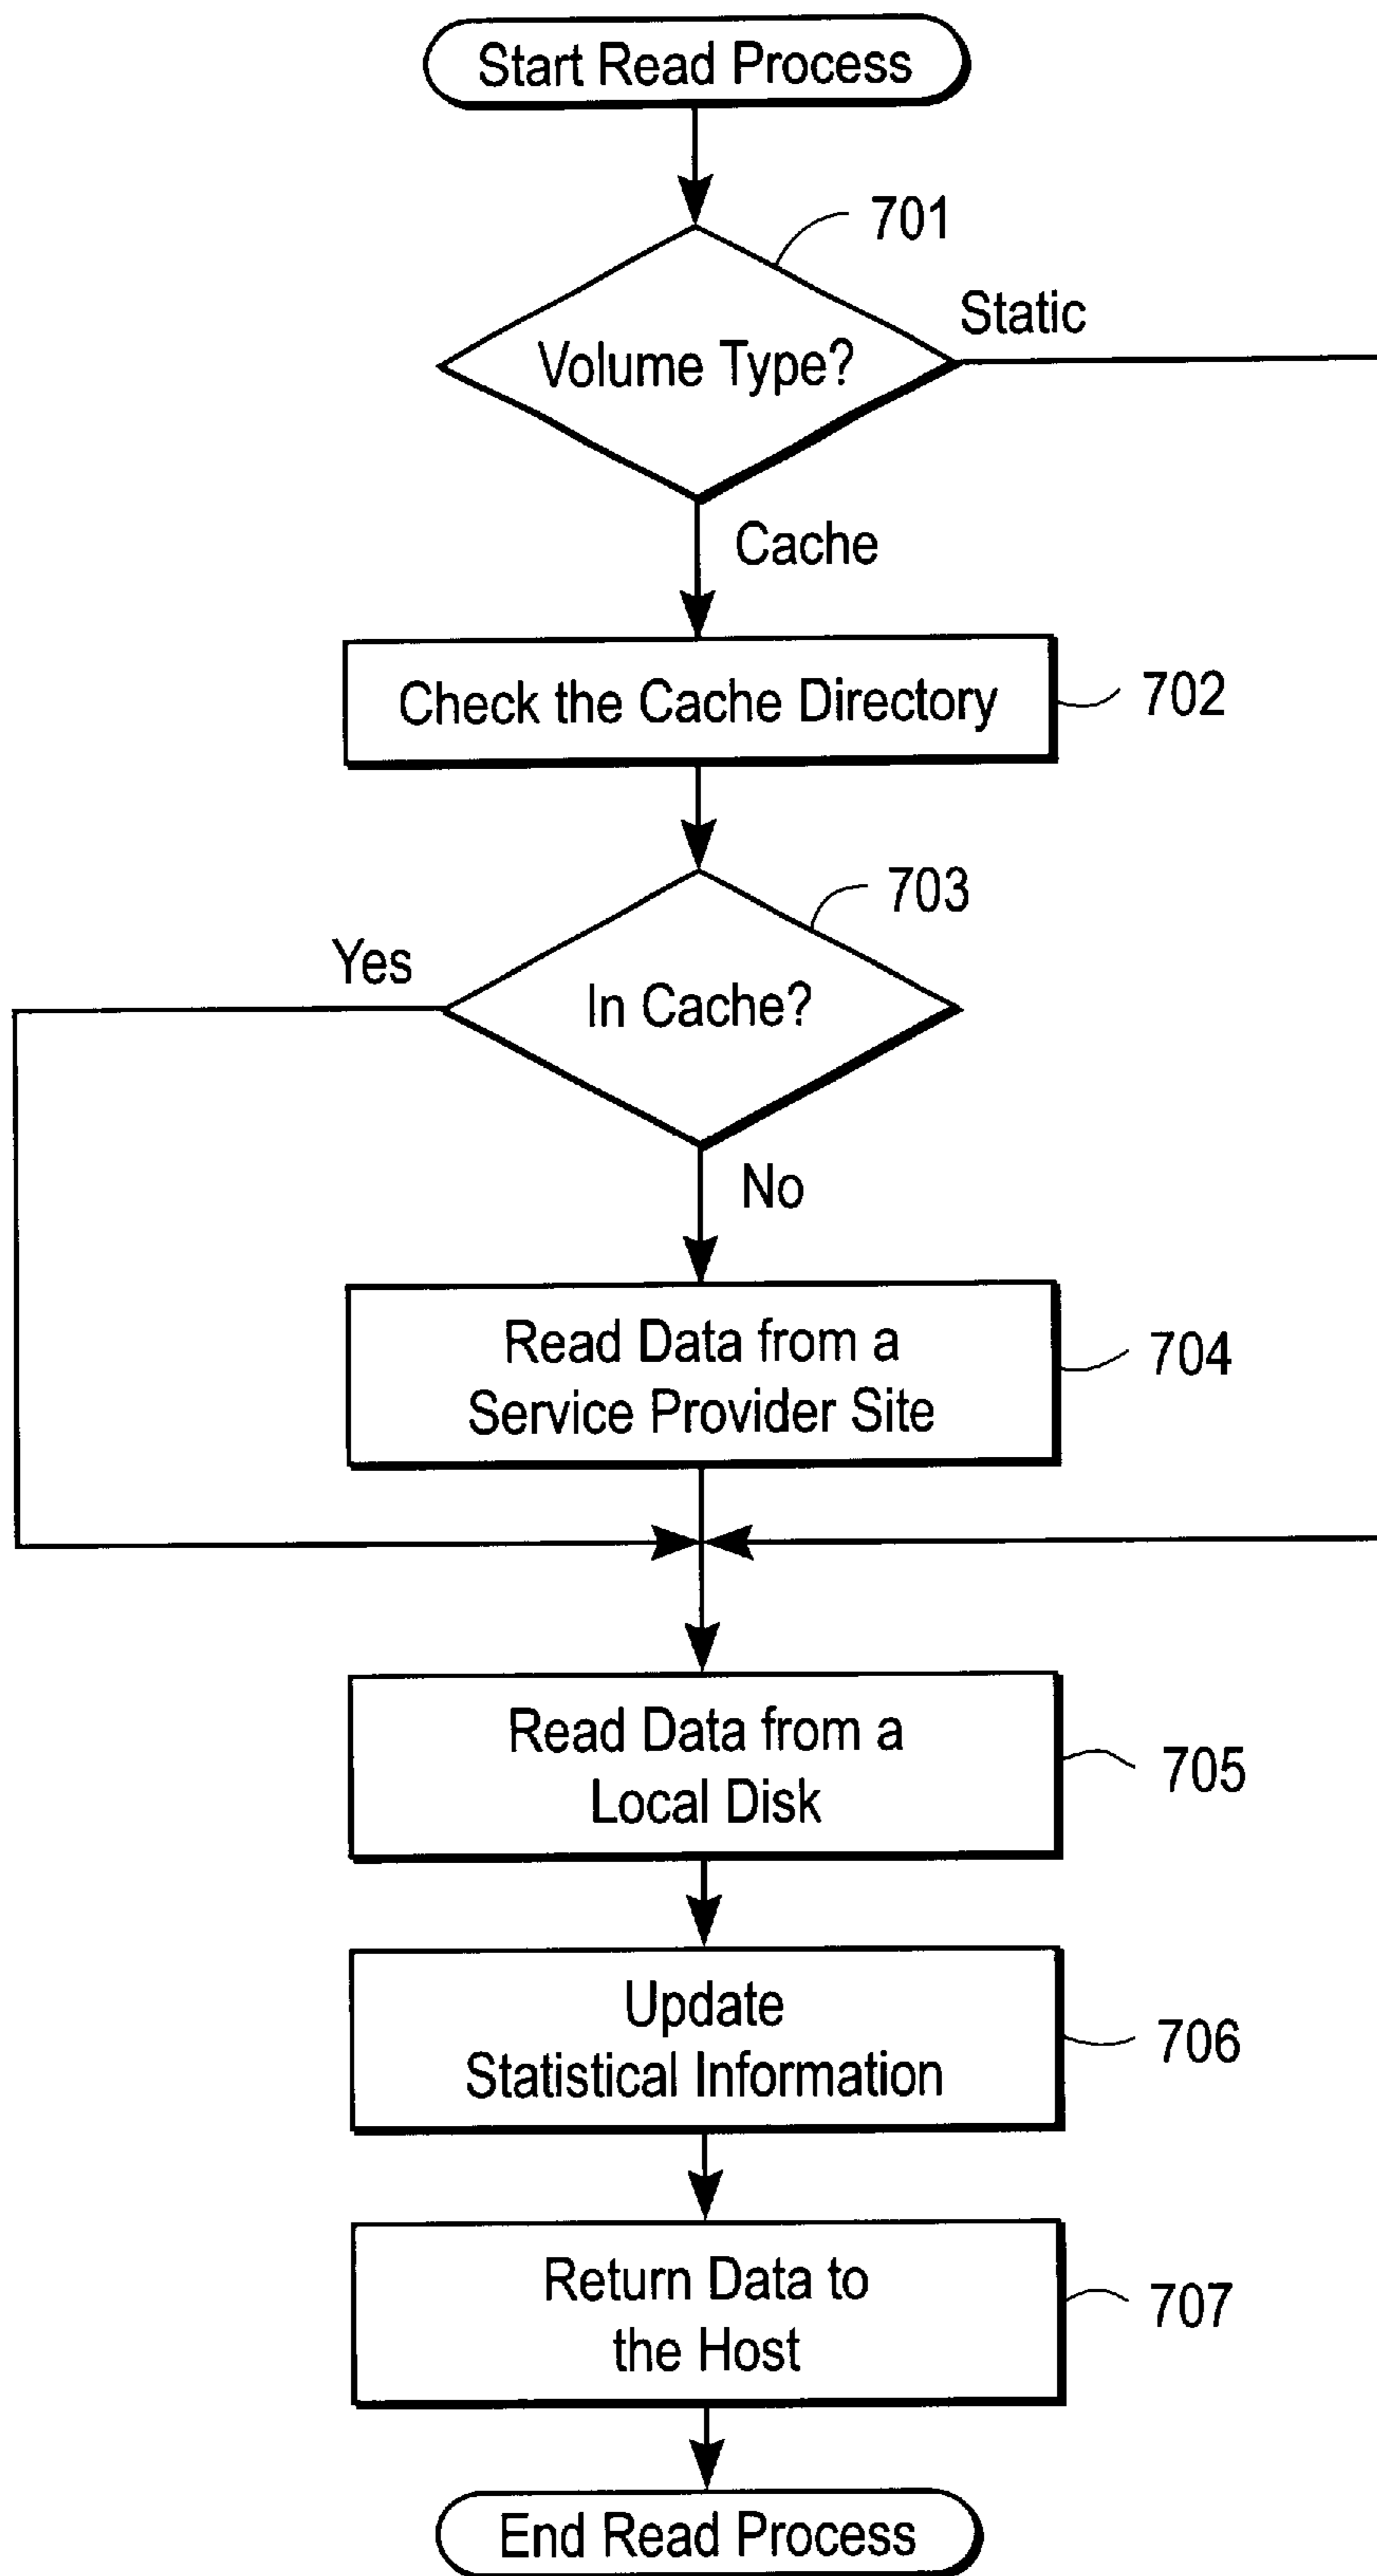 Start Read Process
701
Static
Volume Type?
Cache
Check the Cache Directory
702
703
Yes
In Cache?
No
Read Data from a
Service Provider Site
704
Read Data from a
Local Disk
705
Update
Statistical Information
706
Return Data to
the Host
707
End Read Process